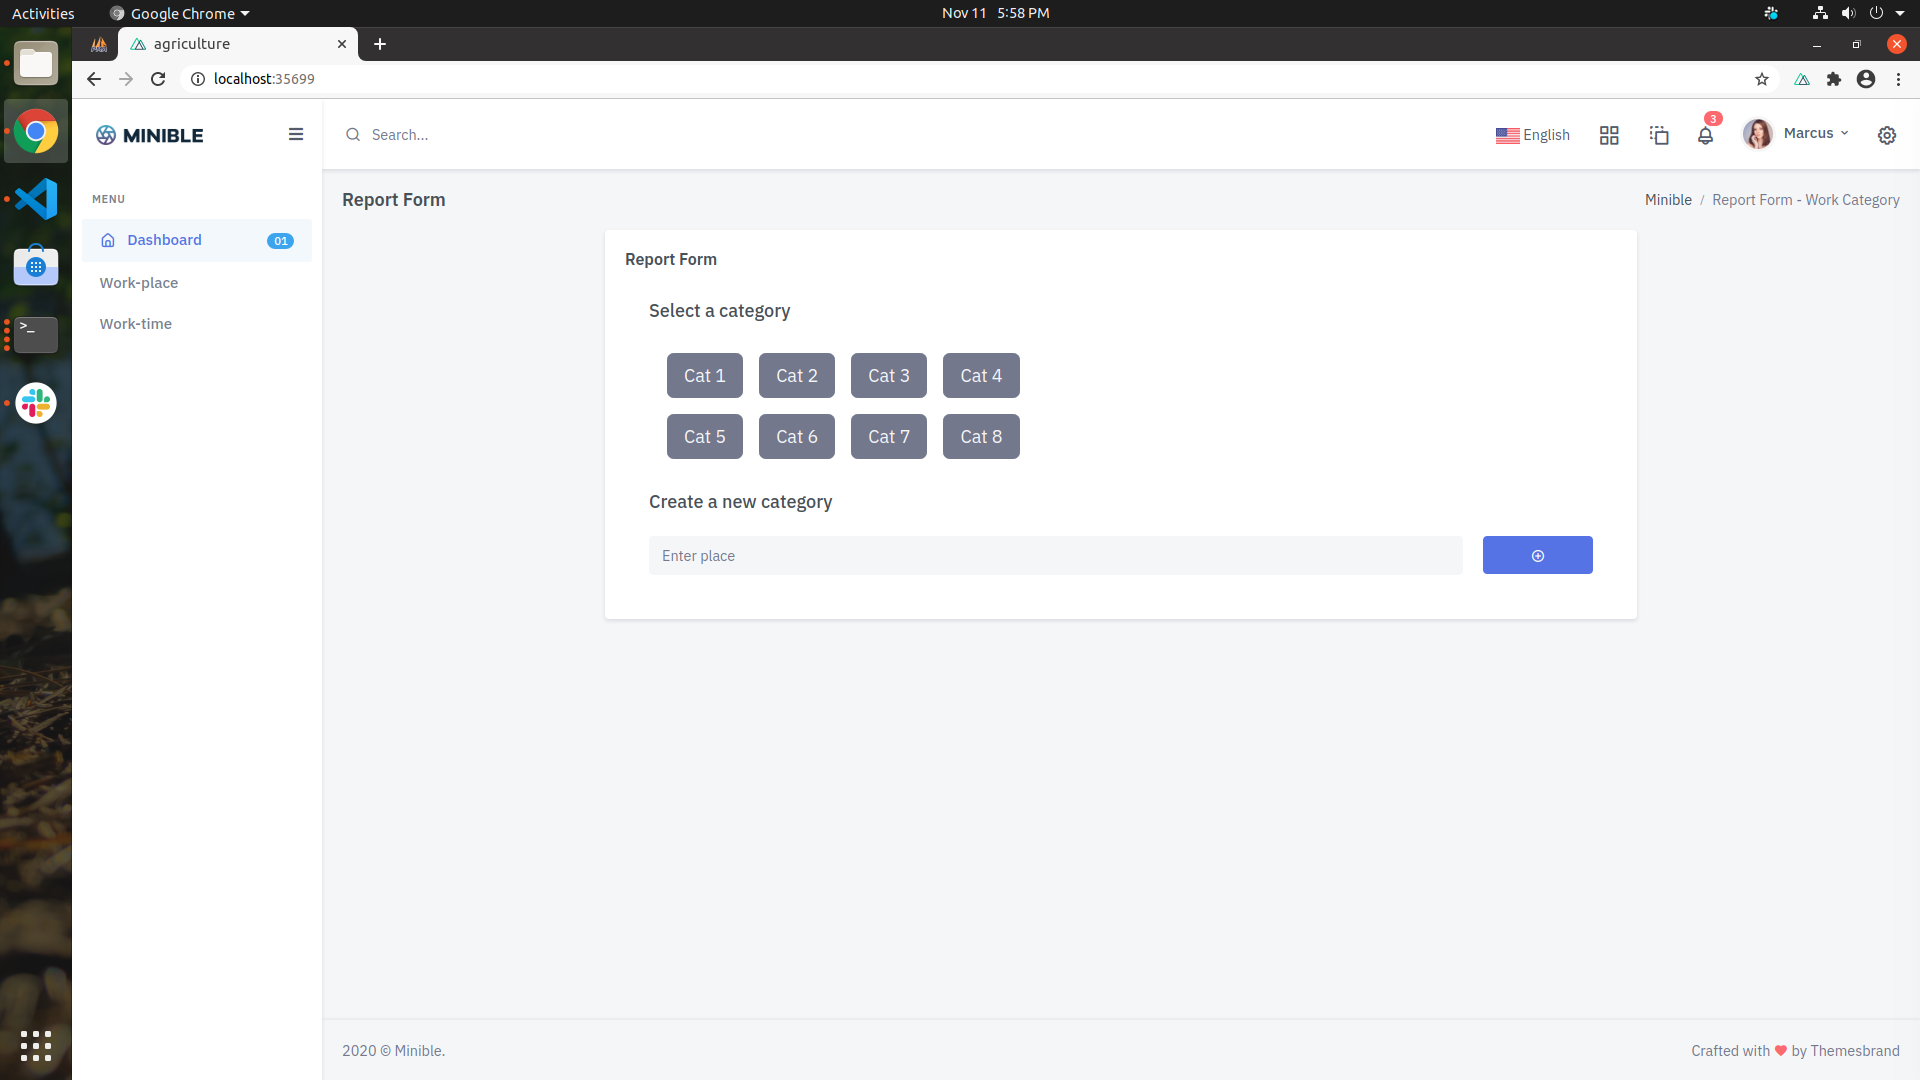 Activities
Google Chrome
Nov 11 5:58 PM
agriculture
localhost:35699
MINIBLE
Search...
English
3
Marcus
MENU
Dashboard
01
Work-place
Work-time
Report Form
Minible / Report Form - Work Category
Report Form
Select a category
Cat 1
Cat 2
Cat 3
Cat 4
Cat 5
Cat 6
Cat 7
Cat 8
Create a new category
Enter place
2020 © Minible.
Crafted with ❤ by Themesbrand